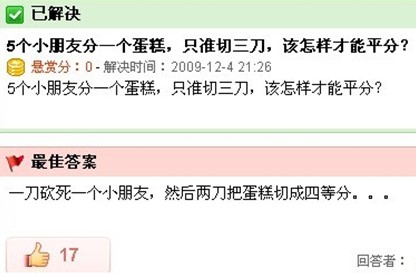 已解决
5个小朋友分一个蛋糕，只准切三刀，该怎样才能平分？
悬赏分：0 - 解决时间：2009-12-4 21:26
5个小朋友分一个蛋糕，只准切三刀，该怎样才能平分？
最佳答案
一刀砍死一个小朋友，然后两刀把蛋糕切成四等分。。。
17
回答者：